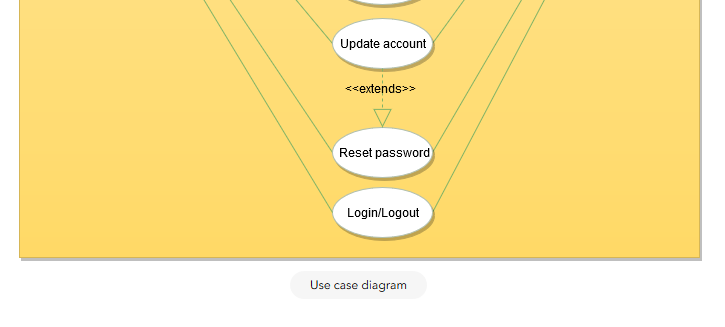 Update account
<<extends>>
Reset password
Login/Logout
Use case diagram